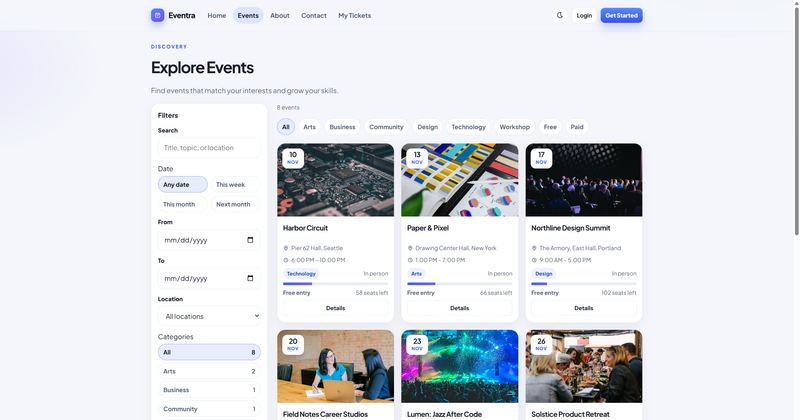 Eventra
Home
Events
About
Contact
My Tickets
Login
Get Started
DISCOVERY
Explore Events
Find events that match your interests and grow your skills.
Filters
Search
Title, topic, or location
Date
Any date
This week
This month
Next month
From
mm/dd/yyyy
To
mm/dd/yyyy
Location
All locations
Categories
All 8
Arts 2
Business 1
Community 1
8 events
All
Arts
Business
Community
Design
Technology
Workshop
Free
Paid
10
NOV
Harbor Circuit
Pier 62 Hall, Seattle
6:00 PM - 10:00 PM
Technology
In person
Free entry
58 seats left
Details
13
NOV
Paper & Pixel
Drawing Center Hall, New York
1:00 PM - 7:00 PM
Arts
In person
Free entry
66 seats left
Details
17
NOV
Northline Design Summit
The Armory, East Hall, Portland
9:00 AM - 5:00 PM
Design
In person
Free entry
102 seats left
Details
20
NOV
Field Notes Career Studios
23
NOV
Lumen: Jazz After Code
26
NOV
Solstice Product Retreat